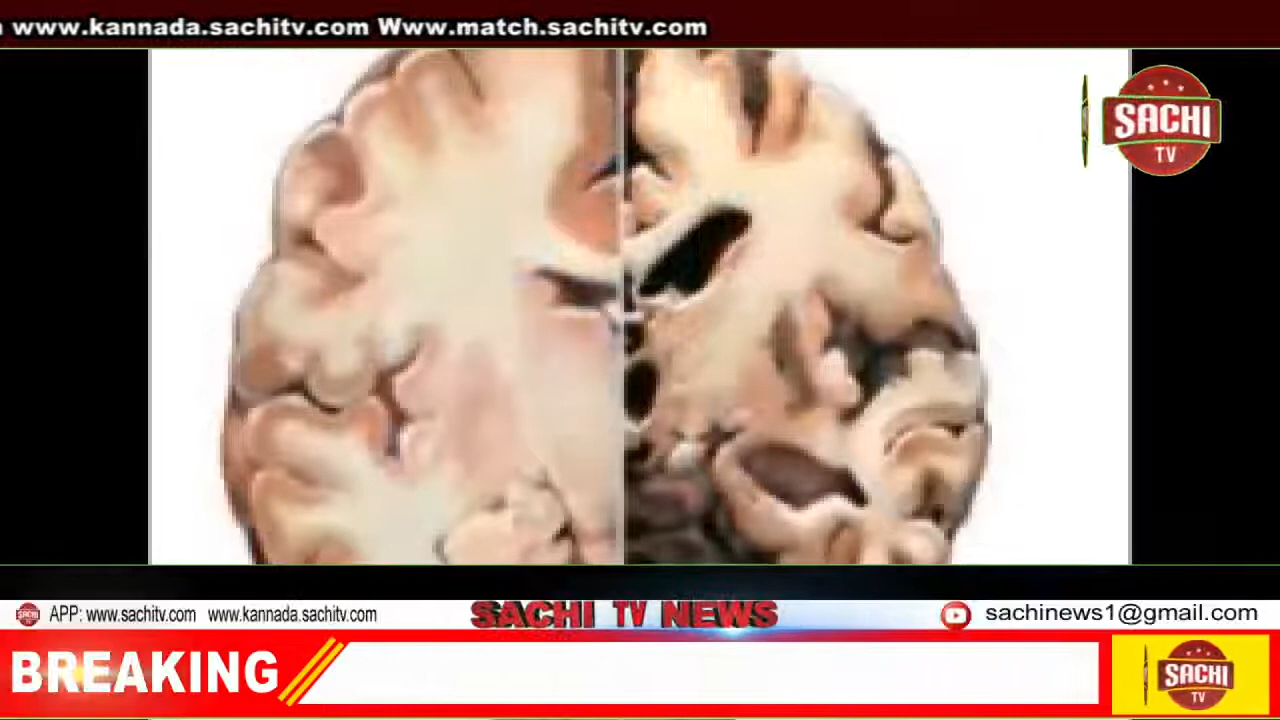 www.kannada.sachitv.com Www.match.sachitv.com
SACHI
TV
APP: www.sachitv.com www.kannada.sachitv.com
SACHI TV NEWS
sachinews1@gmail.com
BREAKING
SACHI
TV